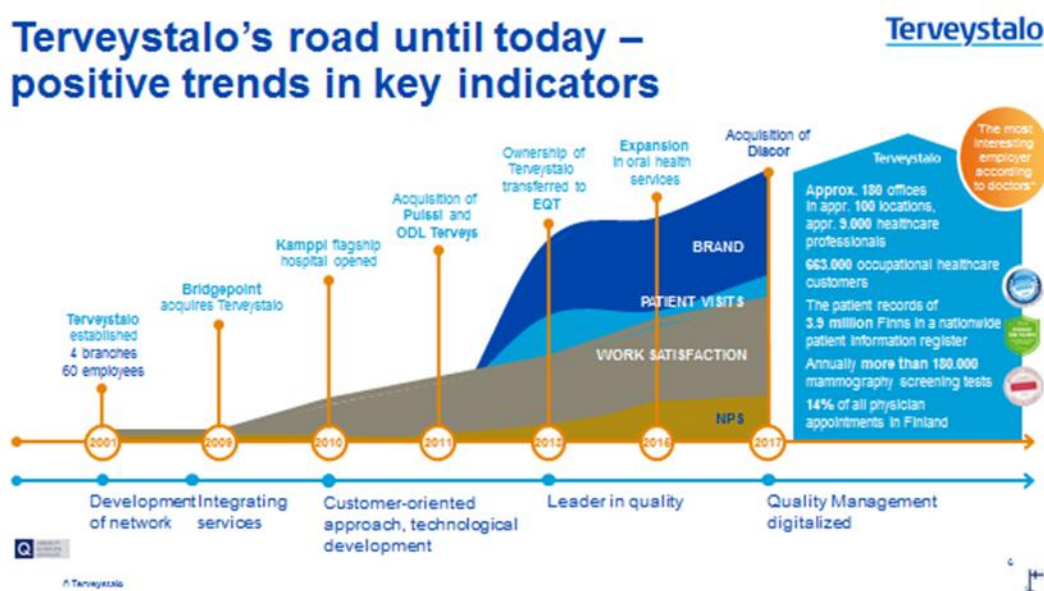 Terveystalo's road until today –
positive trends in key indicators
Terveystalo
Terveystalo
established
4 branches
60 employees
Bridgepoint
acquires Terveystalo
Kamppi flagship
hospital opened
Acquisition of
Pulssi and
ODL Terveys
Ownership of
Terveystalo
transferred to
EQT
Expansion
in oral health
services
Acquisition of
Diacor
BRAND
PATIENT VISITS
WORK SATISFACTION
NPS
2001
2009
2010
2011
2013
2017
Terveystalo
Approx. 180 offices
in appr. 100 locations,
appr. 9.000 healthcare
professionals
663.000 occupational healthcare
customers
The patient records of
3.9 million Finns in a nationwide
patient information register
Annually more than 180.000
mammography screening tests
14% of all physician
appointments in Finland
The most
interesting
employer
according
to doctors*
Development
of network
Integrating
services
Customer-oriented
approach, technological
development
Leader in quality
Quality Management
digitalized
Q
© Terveystalo
6